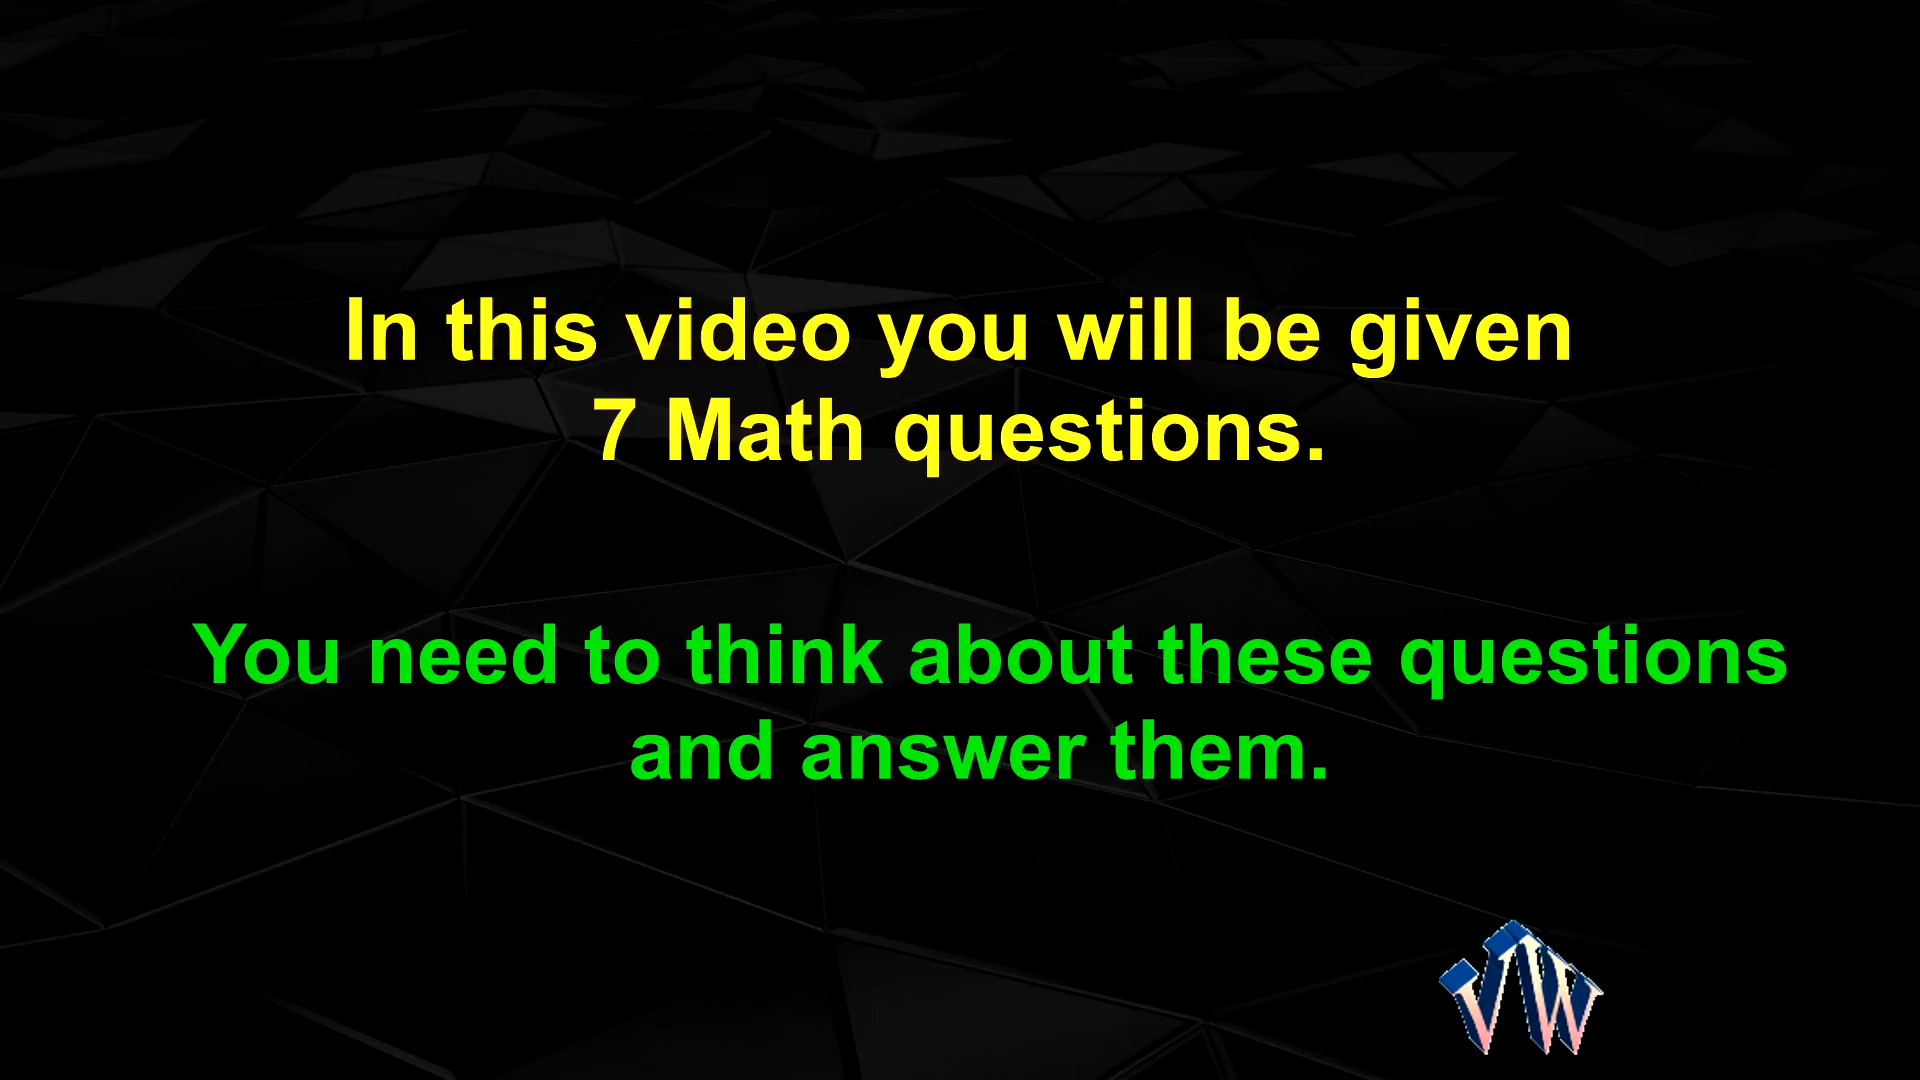 In this video you will be given
7 Math questions.
You need to think about these questions
and answer them.